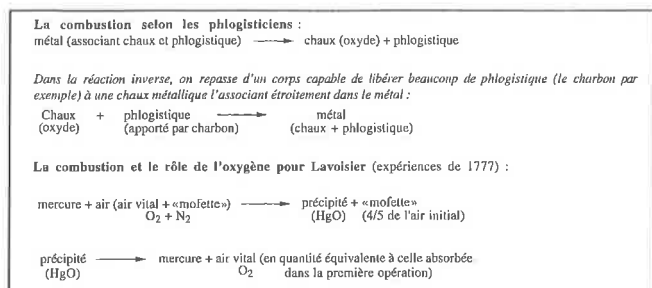 La combustion selon les phlogisticiens :
métal (associant chaux et phlogistique) ⟶ chaux (oxyde) + phlogistique
Dans la réaction inverse, on repasse d'un corps capable de libérer beaucoup de phlogistique (le charbon par
exemple) à une chaux métallique l'associant étroitement dans le métal :
Chaux + phlogistique ⟶ métal
(oxyde) (apporté par charbon) (chaux + phlogistique)
La combustion et le rôle de l'oxygène pour Lavoisier (expériences de 1777) :
mercure + air (air vital + «mofette») ⟶ précipité + «mofette»
O2 + N2 (HgO) (4/5 de l'air initial)
précipité ⟶ mercure + air vital (en quantité équivalente à celle absorbée
(HgO) O2 dans la première opération)